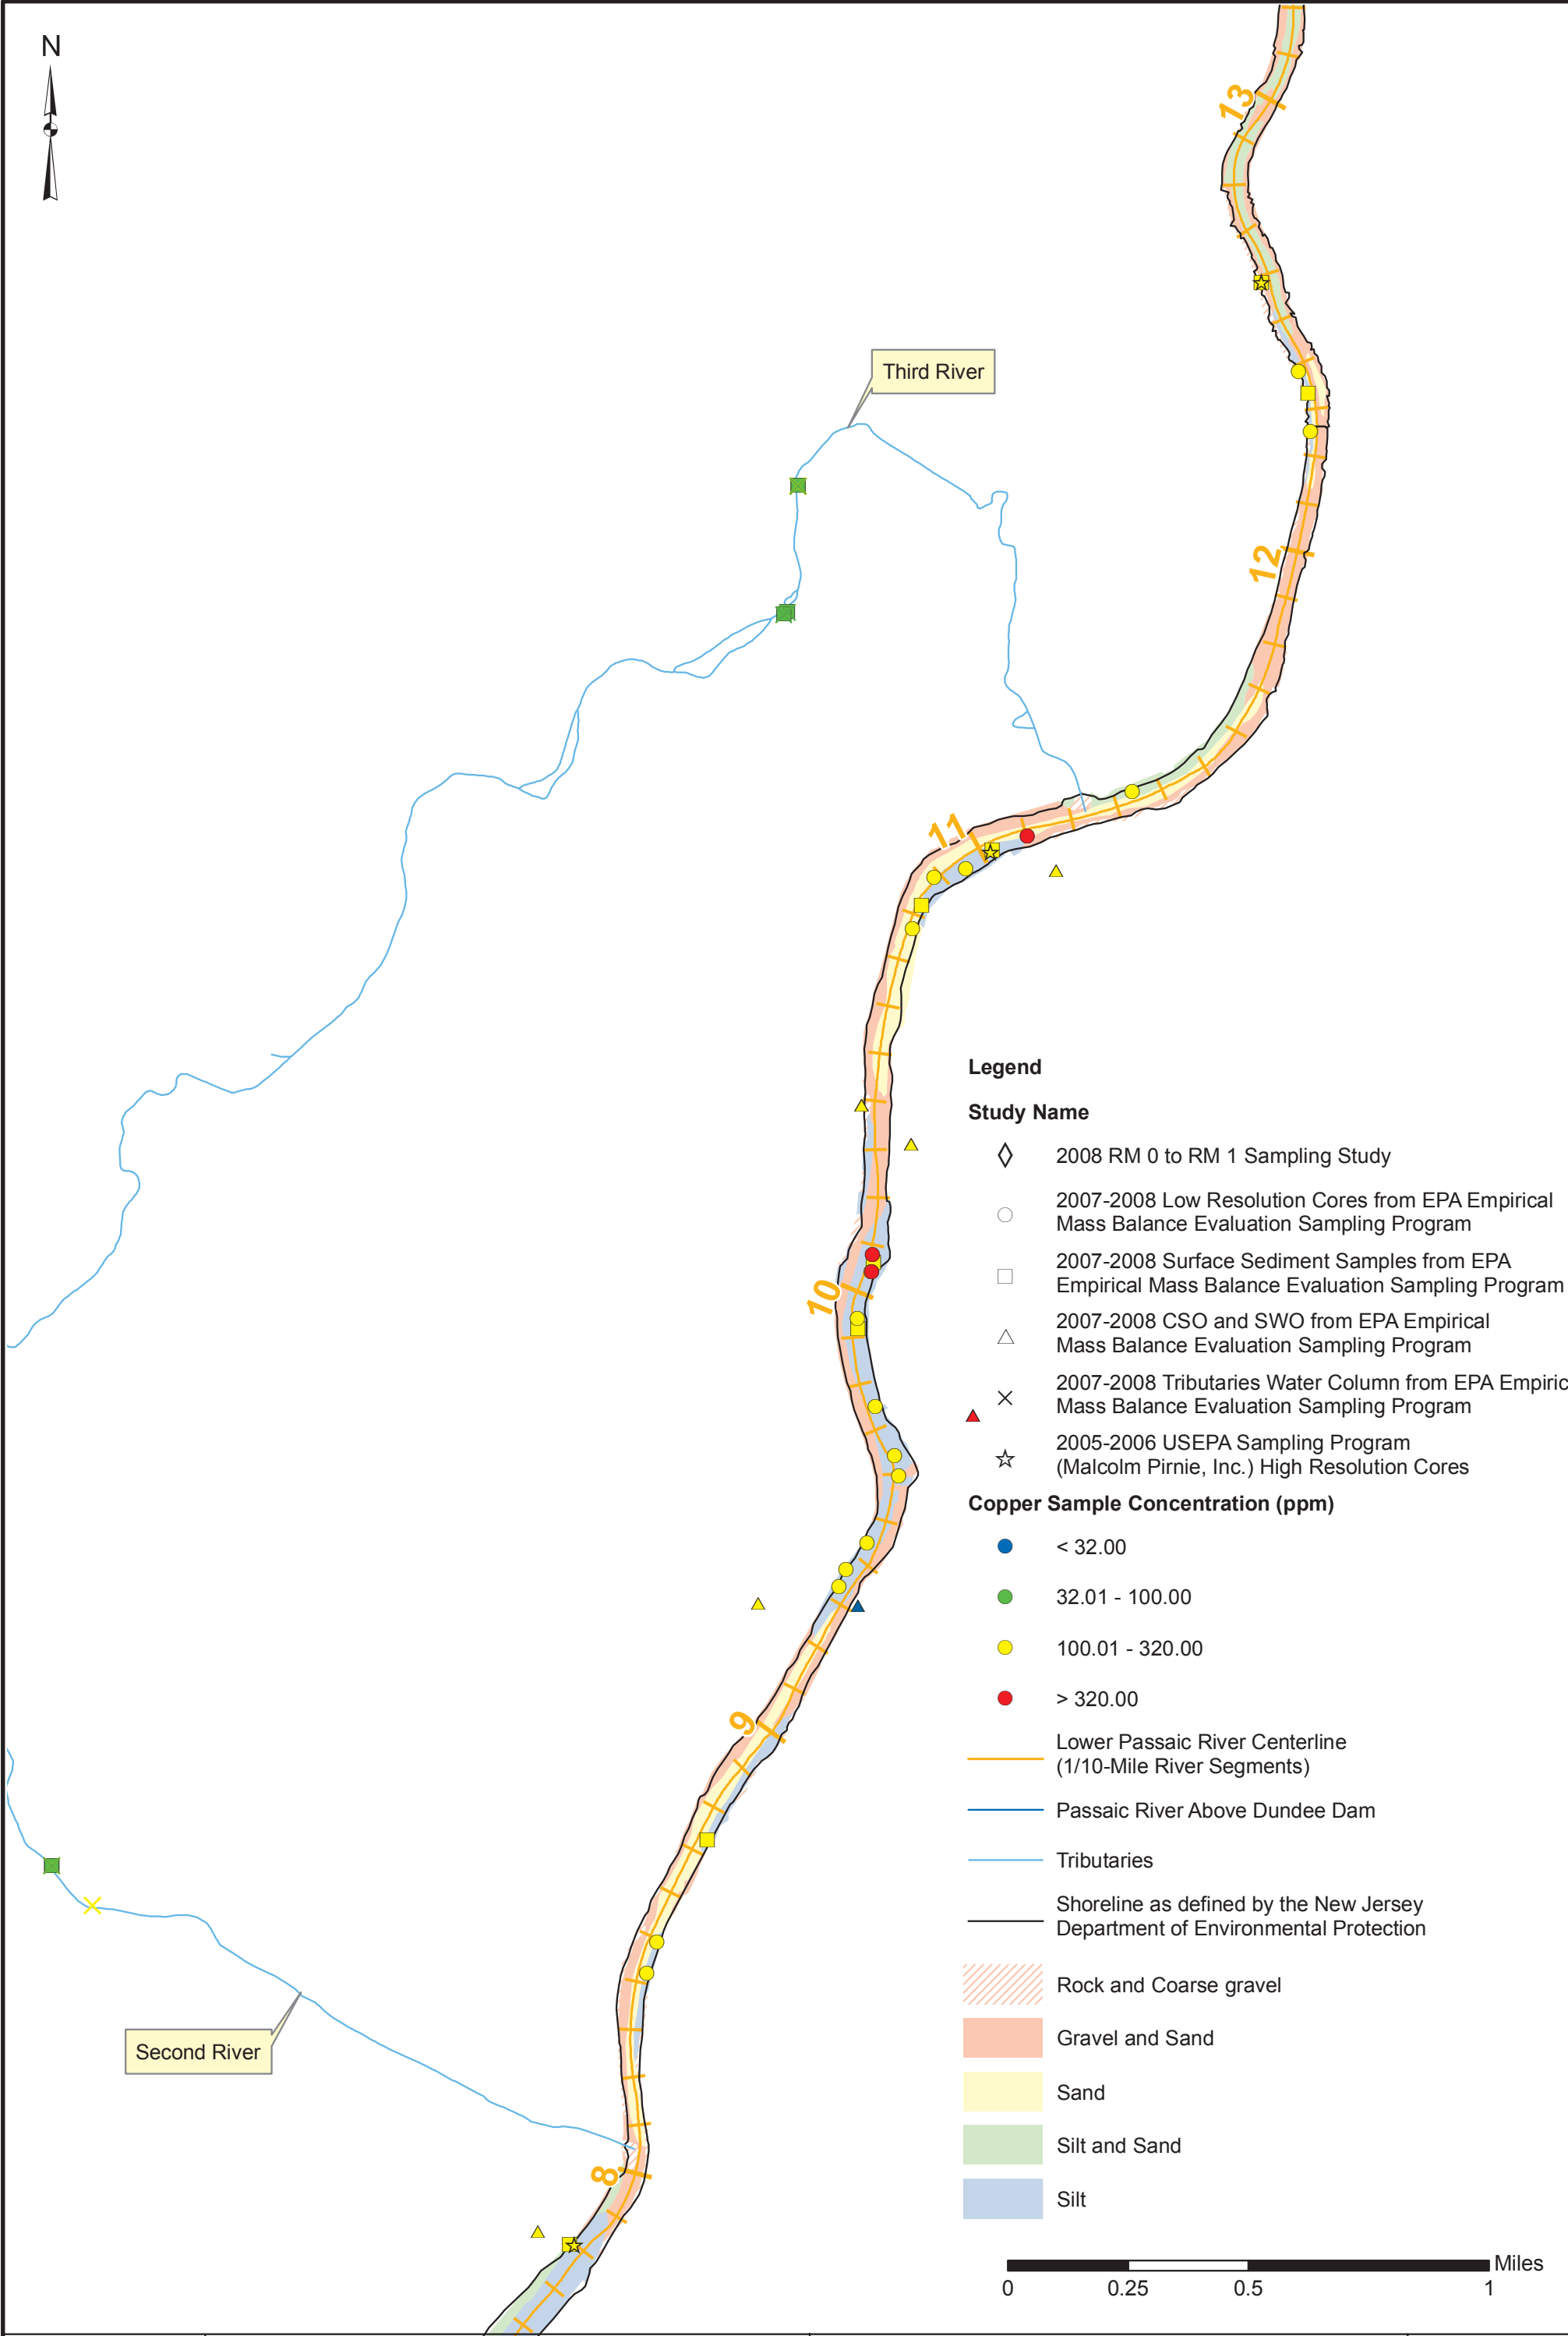 N
13
Third River
12
11
Legend
Study Name
2008 RM 0 to RM 1 Sampling Study
2007-2008 Low Resolution Cores from EPA Empirical
Mass Balance Evaluation Sampling Program
2007-2008 Surface Sediment Samples from EPA
Empirical Mass Balance Evaluation Sampling Program
10
2007-2008 CSO and SWO from EPA Empirical
Mass Balance Evaluation Sampling Program
2007-2008 Tributaries Water Column from EPA Empiric
Mass Balance Evaluation Sampling Program
2005-2006 USEPA Sampling Program
(Malcolm Pirnie, Inc.) High Resolution Cores
Copper Sample Concentration (ppm)
< 32.00
32.01 - 100.00
100.01 - 320.00
> 320.00
9
Lower Passaic River Centerline
(1/10-Mile River Segments)
Passaic River Above Dundee Dam
Tributaries
Shoreline as defined by the New Jersey
Department of Environmental Protection
Rock and Coarse gravel
Gravel and Sand
Second River
Sand
Silt and Sand
8
Silt
Miles
0 0.25 0.5 1